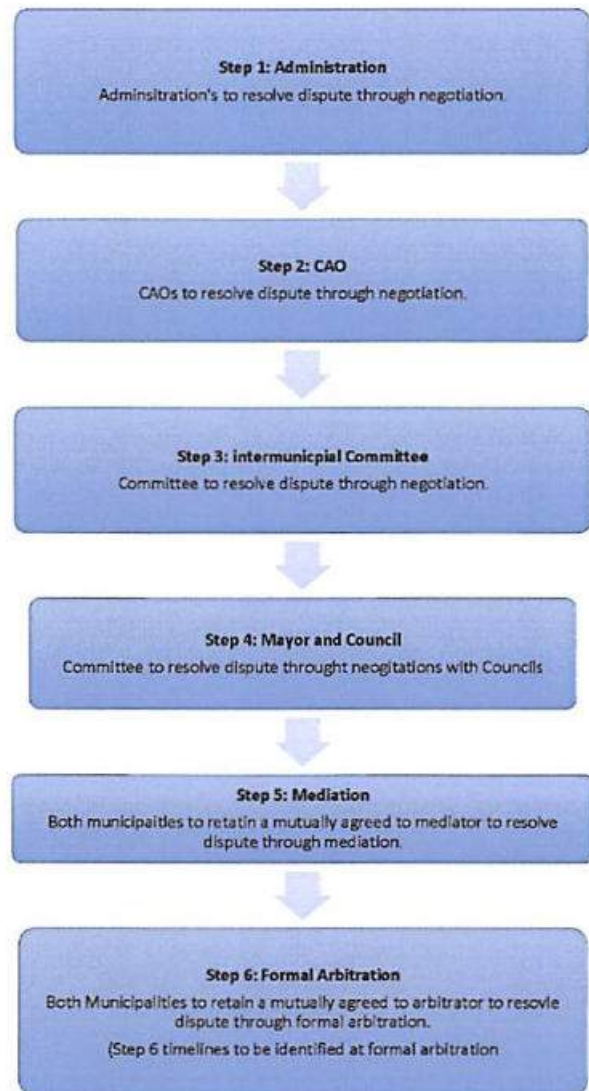 Step 1: Administration
Adminsitration's to resolve dispute through negotiation.
Step 2: CAO
CAOs to resolve dispute through negotiation.
Step 3: intermunicpial Committee
Committee to resolve dispute through negotiation.
Step 4: Mayor and Council
Committee to resolve dispute throught neogitations with Councils
Step 5: Mediation
Both municipaities to retatin a mutually agreed to mediator to resolve
dispute through mediation.
Step 6: Formal Arbitration
Both Municipalities to retain a mutually agreed to arbitrator to resovle
dispute through formal arbitration.
(Step 6 timelines to be identified at formal arbitration